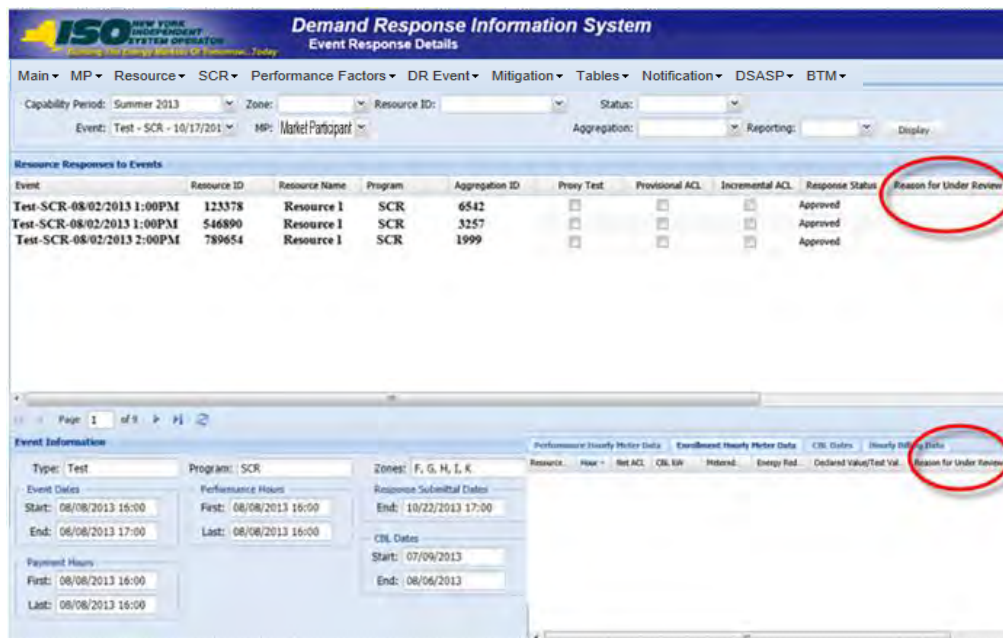 NEW YORK INDEPENDENT SYSTEM OPERATOR
ISO
Building The Energy Markets Of Tomorrow...Today
Demand Response Information System
Event Response Details
Main MP Resource SCR Performance Factors DR Event Mitigation Tables Notification DSASP BTM
Capability Period: Summer 2013 Zone: Resource ID: Status:
Event: Test - SCR - 10/17/201 MP: Market Participant Aggregation: Reporting: Display
Resource Responses to Events
Event Resource ID Resource Name Program Aggregation ID Proxy Test Provisional ACL Incremental ACL Response Status Reason for Under Review
Test-SCR-08/02/2013 1:00PM 123378 Resource 1 SCR 6542 Approved
Test-SCR-08/02/2013 1:00PM 546890 Resource 1 SCR 3257 Approved
Test-SCR-08/02/2013 2:00PM 789654 Resource 1 SCR 1999 Approved
Page 1 of 9
Event Information
Performance Hourly Meter Data Enrollment Hourly Meter Data CBL Dates Hourly Billing Data
Resource... Hour Net ACL CBL kW Metered... Energy Red... Declared Value/Test Val... Reason for Under Review
Type: Test Program: SCR Zones: F, G, H, I, K
Event Dates Performance Hours Response Submittal Dates
Start: 08/08/2013 16:00 First: 08/08/2013 16:00 End: 10/22/2013 17:00
End: 08/08/2013 17:00 Last: 08/08/2013 16:00
CBL Dates
Payment Hours Start: 07/09/2013
First: 08/08/2013 16:00 End: 08/06/2013
Last: 08/08/2013 16:00